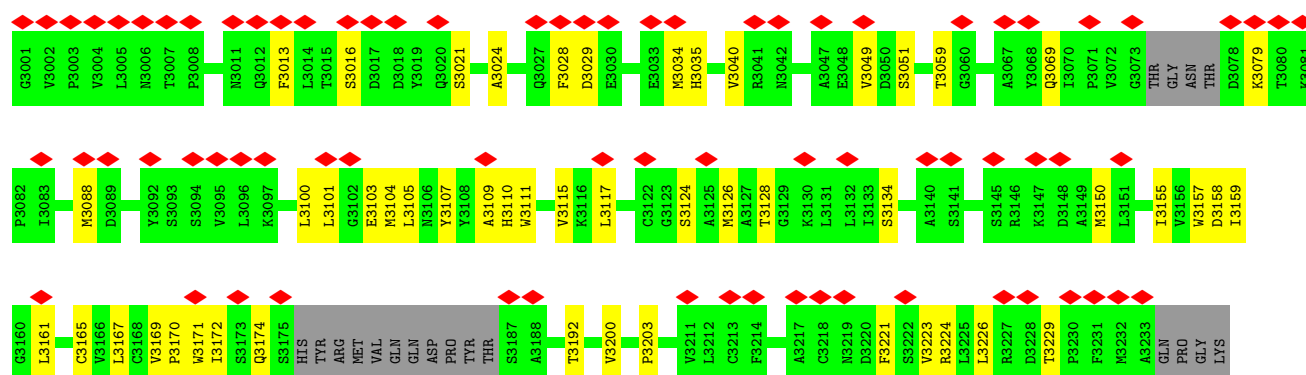 G3001 V3002 P3003 V3004 L3005 N3006 T3007 P3008 N3011 Q3012 F3013 L3014 T3015 S3016 D3017 D3018 Y3019 Q3020 S3021 A3024 Q3027 F3028 D3029 E3030 E3033 M3034 H3035 V3040 R3041 N3042 A3047 E3048 V3049 D3050 S3051 T3059 G3060 A3067 Y3068 Q3069 I3070 P3071 V3072 G3073 THR GLY ASN THR D3078 K3079 T3080 K3081
P3082 I3083 M3088 D3089 Y3092 S3093 S3094 V3095 L3096 K3097 L3100 L3101 G3102 E3103 M3104 L3105 N3106 Y3107 Y3108 A3109 H3110 W3111 V3115 K3116 L3117 C3122 G3123 S3124 A3125 M3126 A3127 T3128 G3129 K3130 L3131 L3132 I3133 S3134 A3140 S3141 S3145 R3146 K3147 D3148 A3149 M3150 L3151 I3155 V3156 W3157 D3158 I3159
G3160 L3161 C3165 V3166 L3167 C3168 V3169 P3170 W3171 I3172 S3173 Q3174 S3175 HIS TYR ARG MET VAL GLN GLN ASP PRO TYR THR S3187 A3188 T3192 V3200 P3203 V3211 L3212 C3213 F3214 A3217 C3218 N3219 D3220 F3221 S3222 V3223 R3224 L3225 L3226 R3227 D3228 T3229 P3230 F3231 M3232 A3233 GLN PRO GLY LYS